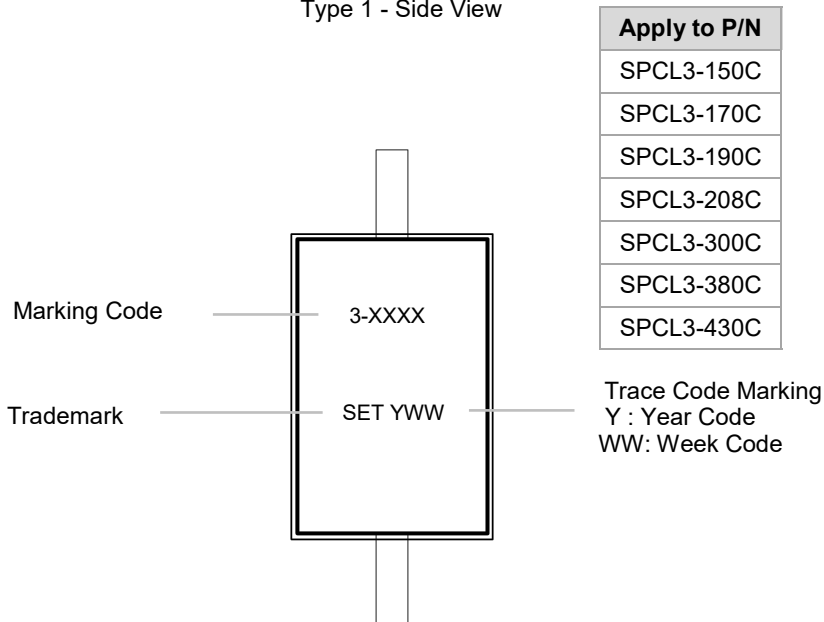 Type 1 - Side View
Apply to P/N
SPCL3-150C
SPCL3-170C
SPCL3-190C
SPCL3-208C
SPCL3-300C
SPCL3-380C
SPCL3-430C
Marking Code
3-XXXX
Trademark
SET YWW
Trace Code Marking
Y : Year Code
WW: Week Code